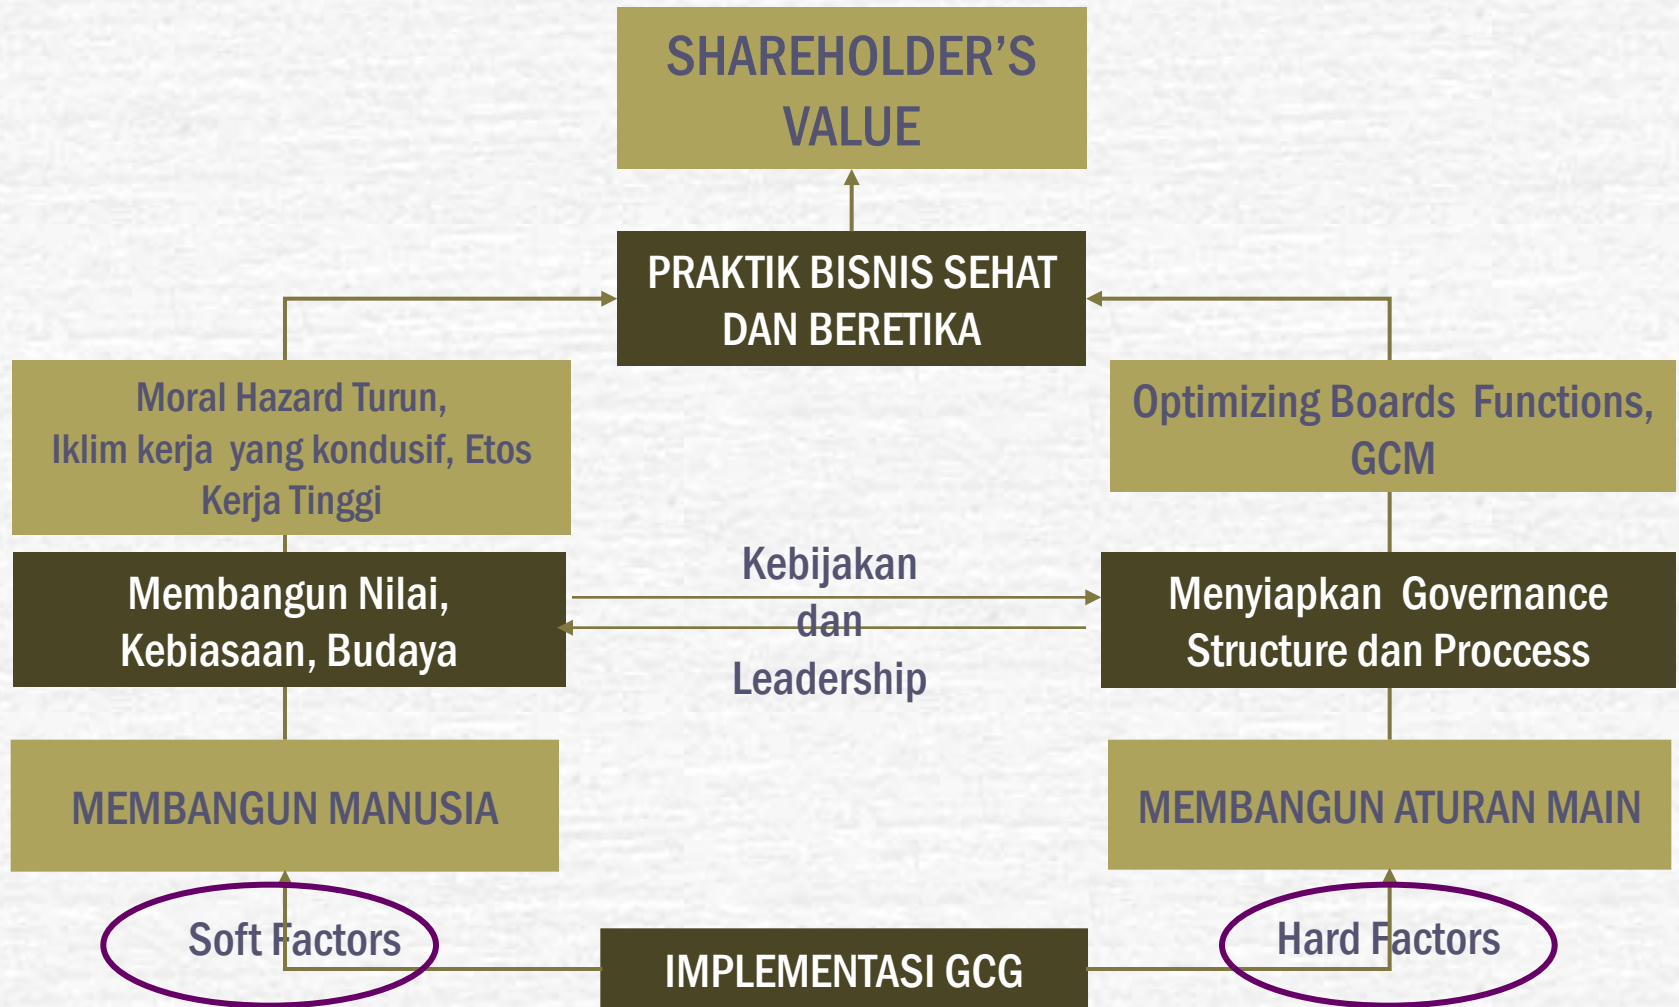 SHAREHOLDER'S
VALUE
PRAKTIK BISNIS SEHAT
DAN BERETIKA
Moral Hazard Turun,
Iklim kerja yang kondusif, Etos
Kerja Tinggi
Optimizing Boards Functions,
GCM
Membangun Nilai,
Kebiasaan, Budaya
Kebijakan
dan
Leadership
Menyiapkan Governance
Structure dan Proccess
MEMBANGUN MANUSIA
MEMBANGUN ATURAN MAIN
Soft Factors
Hard Factors
IMPLEMENTASI GCG